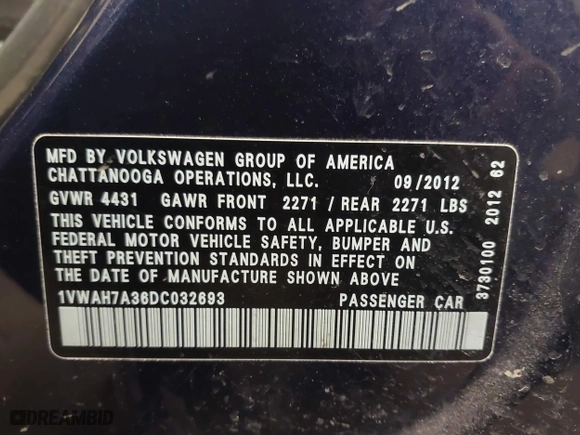 MFD BY VOLKSWAGEN GROUP OF AMERICA
CHATTANOOGA OPERATIONS, LLC. 09/2012
GVWR 4431 GAWR FRONT 2271 / REAR 2271 LBS
THIS VEHICLE CONFORMS TO ALL APPLICABLE U.S.
FEDERAL MOTOR VEHICLE SAFETY, BUMPER AND
THEFT PREVENTION STANDARDS IN EFFECT ON
THE DATE OF MANUFACTURE SHOWN ABOVE
1VWAH7A36DC032693 PASSENGER CAR
3730100 2012 62
DREAMBID